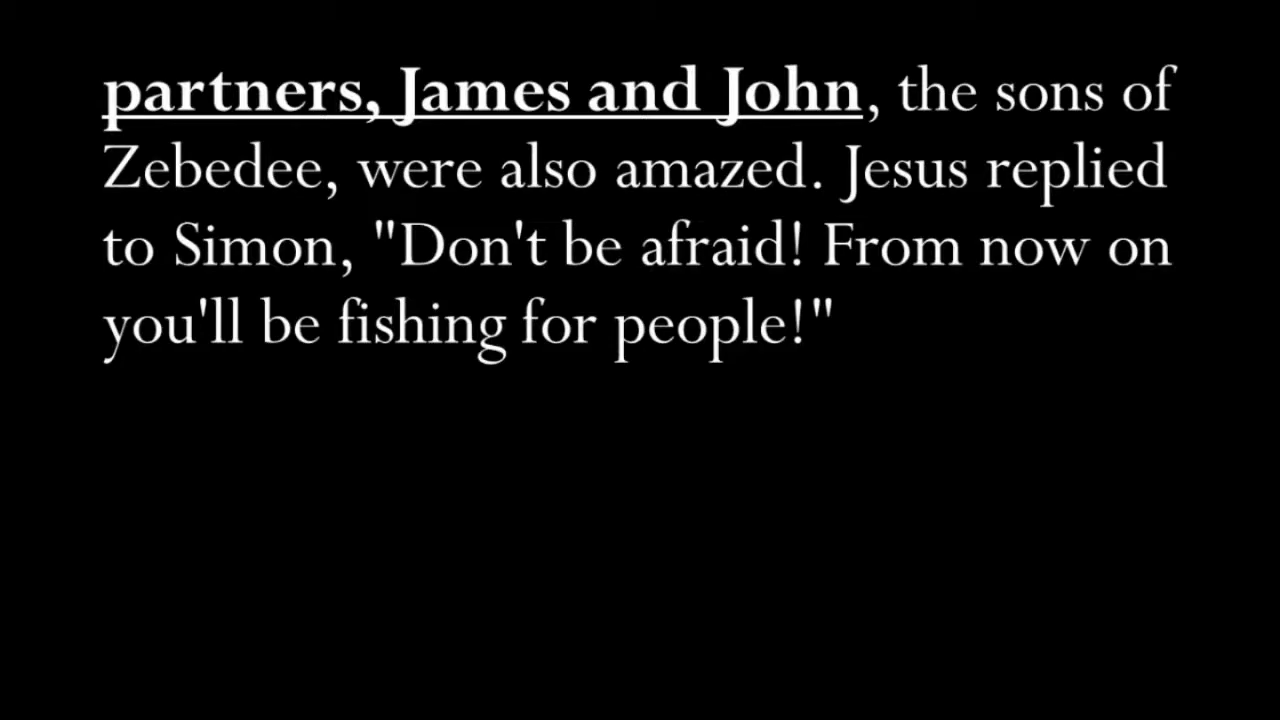 partners, James and John, the sons of
Zebedee, were also amazed. Jesus replied
to Simon, "Don't be afraid! From now on
you'll be fishing for people!"